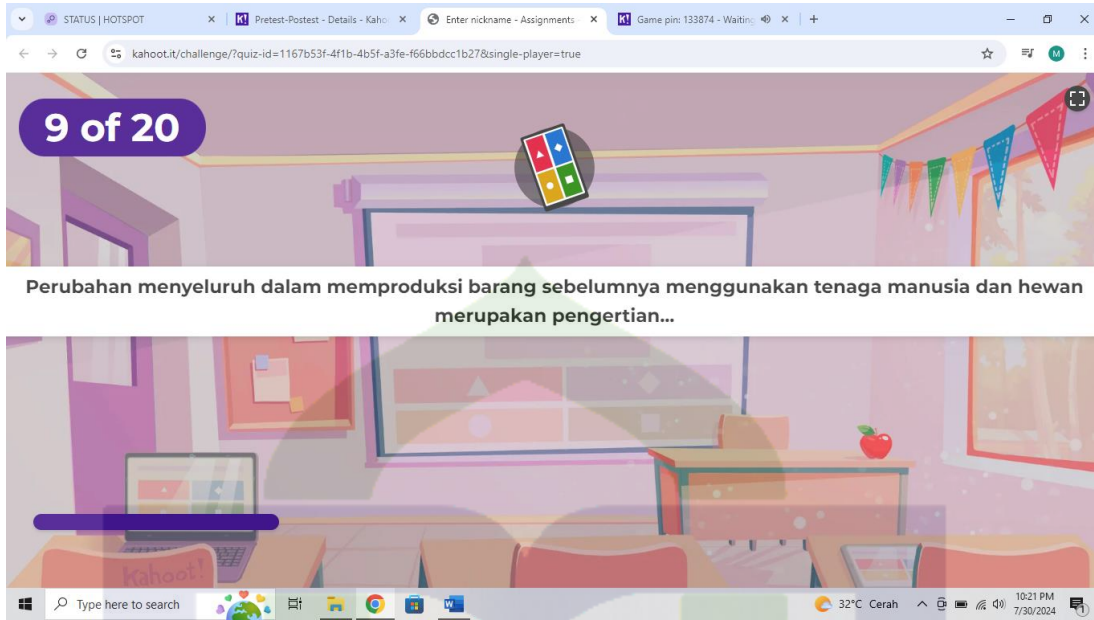 STATUS | HOTSPOT
Pretest-Postest - Details - Kaho
Enter nickname - Assignments
Game pin: 133874 - Waiting
kahoot.it/challenge/?quiz-id=1167b53f-4f1b-4b5f-a3fe-f66bbdcc1b27&single-player=true
M
9 of 20
Perubahan menyeluruh dalam memproduksi barang sebelumnya menggunakan tenaga manusia dan hewan
merupakan pengertian...
Kahoot!
Type here to search
32°C Cerah
10:21 PM
7/30/2024